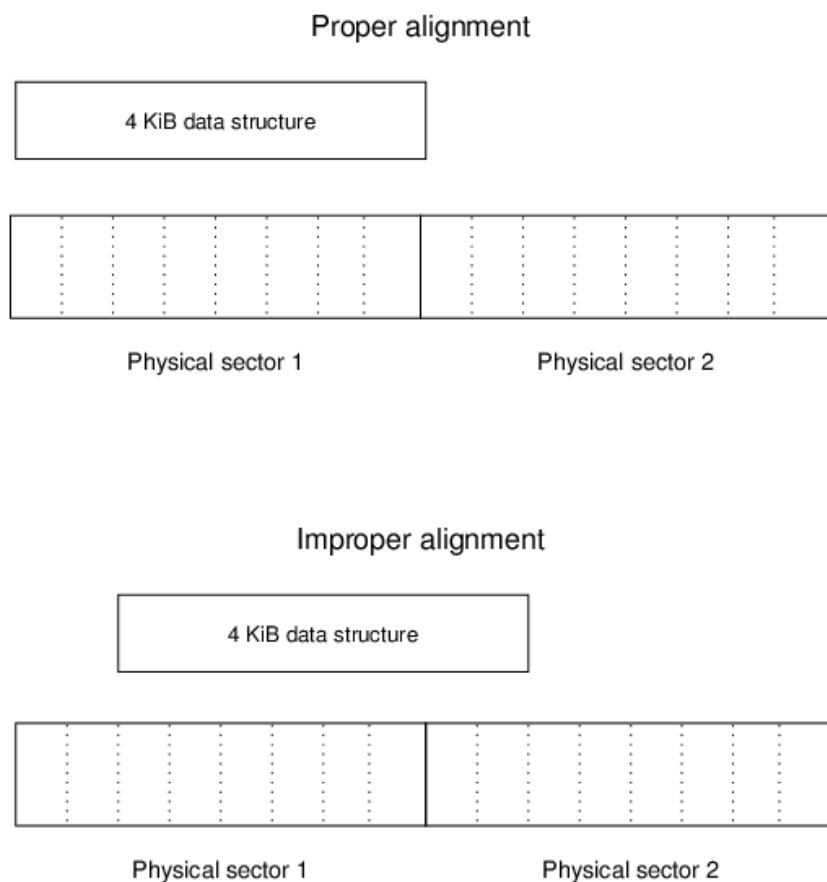 Proper alignment
4 KiB data structure
Physical sector 1
Physical sector 2
Improper alignment
4 KiB data structure
Physical sector 1
Physical sector 2